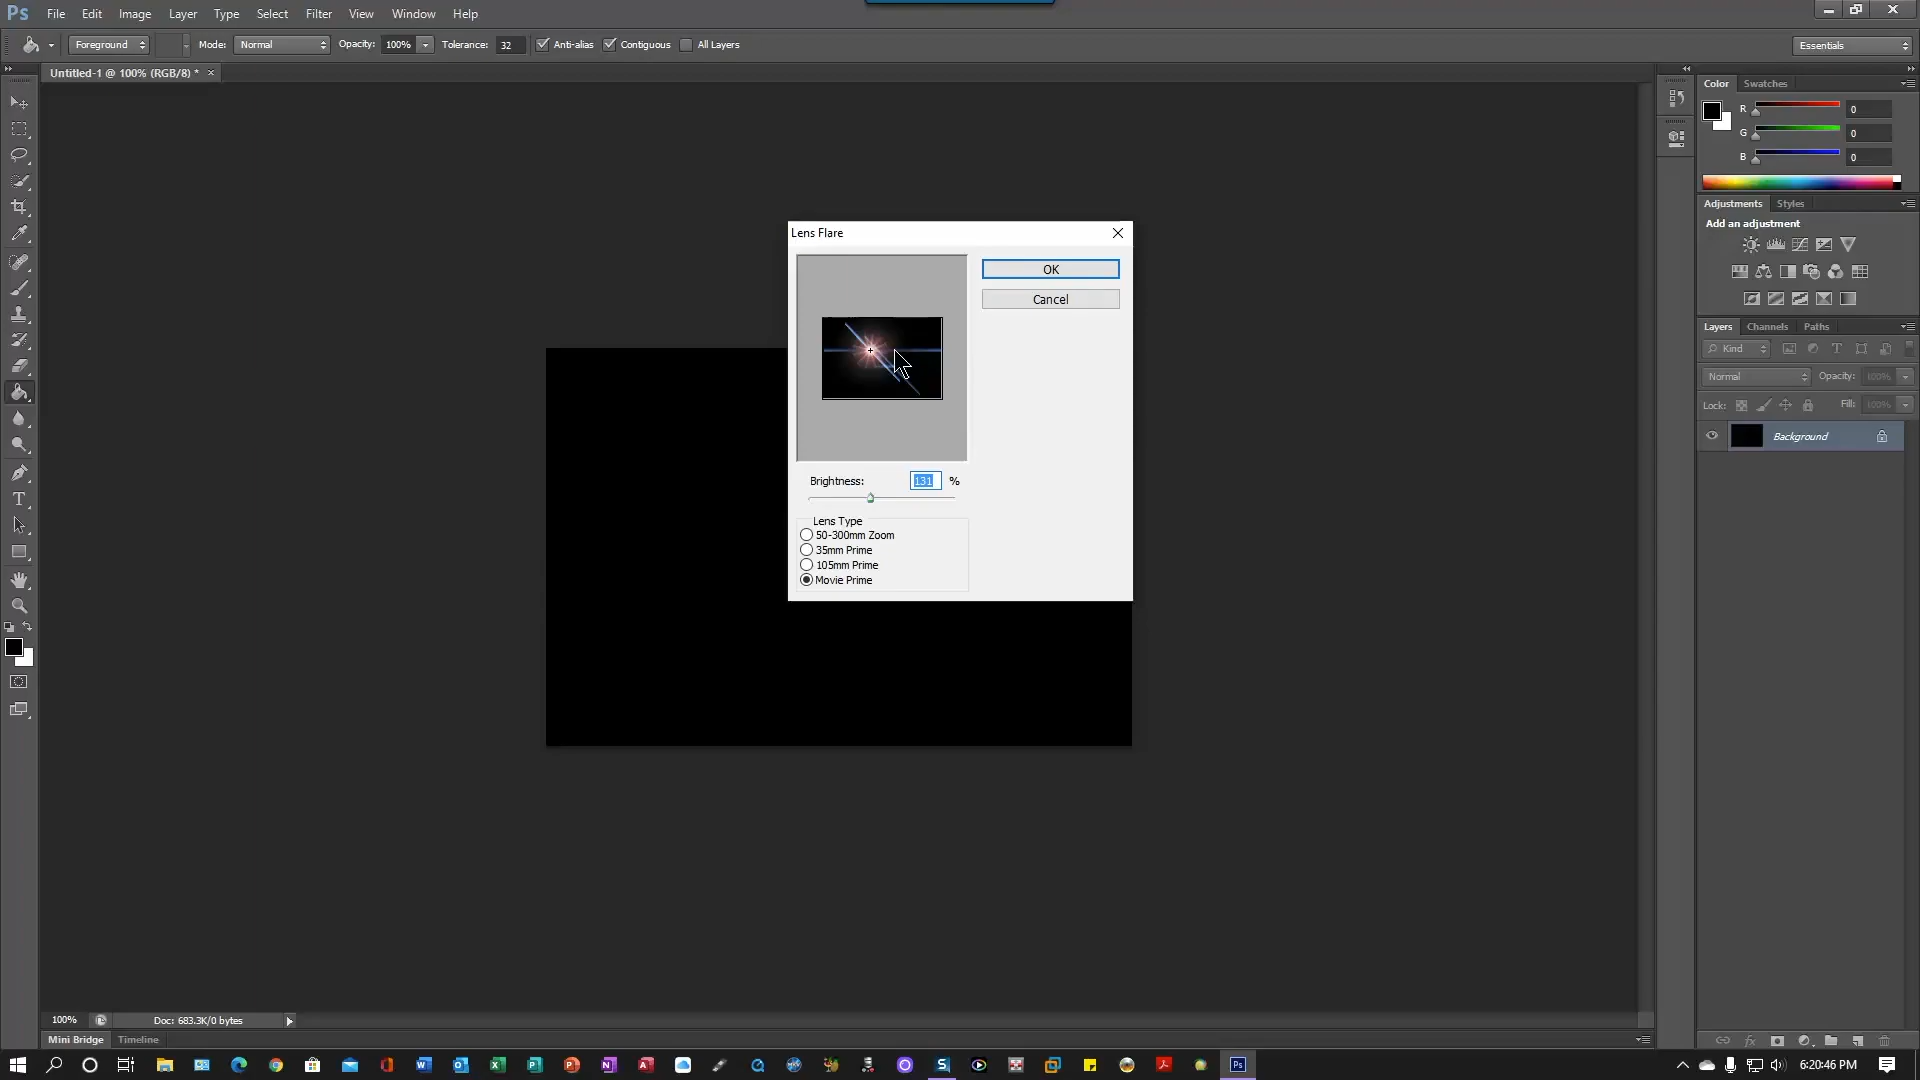 Ps File Edit Image Layer Type Select Filter View Window Help
Foreground Mode: Normal Opacity: 100% Tolerance: 32 Anti-alias Contiguous All Layers Essentials
Untitled-1 @ 100% (RGB/8) * ×
Color Swatches
R 0
G 0
B 0
Adjustments Styles
Add an adjustment
Layers Channels Paths
Kind
Normal Opacity: 100%
Lock: Fill: 100%
Background
Lens Flare
OK
Cancel
Brightness: 131 %
Lens Type
50-300mm Zoom
35mm Prime
105mm Prime
Movie Prime
100% Doc: 683.3K/0 bytes
Mini Bridge Timeline
6:20:46 PM